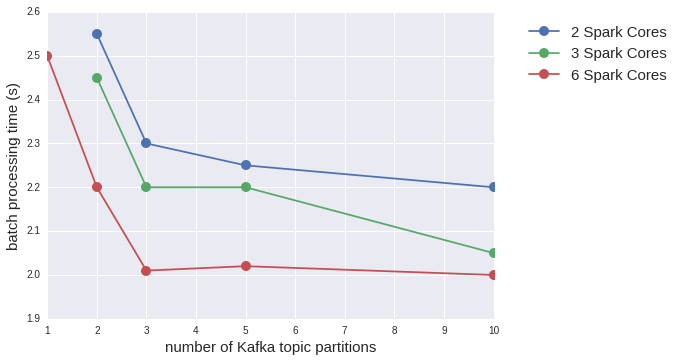 2.6
2.5
2.4
2.3
2.2
2.1
2.0
1.9
batch processing time (s)
1 2 3 4 5 6 7 8 9 10
number of Kafka topic partitions
2 Spark Cores
3 Spark Cores
6 Spark Cores